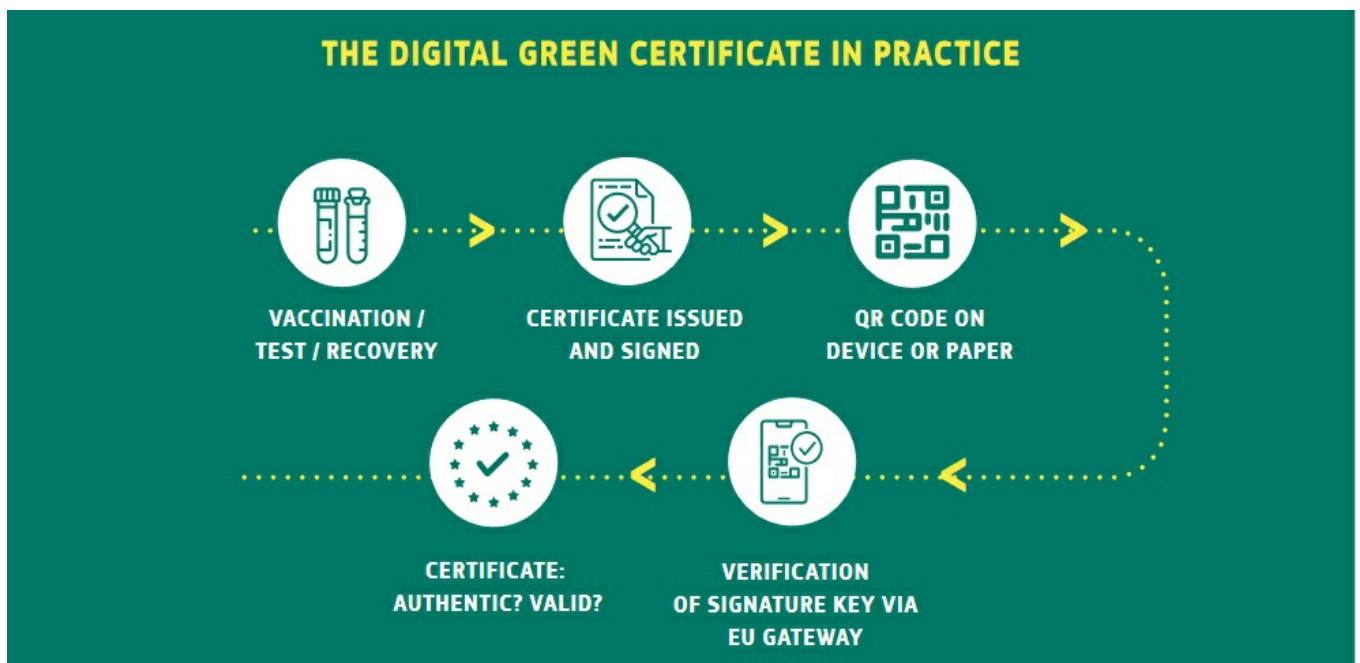 THE DIGITAL GREEN CERTIFICATE IN PRACTICE
VACCINATION /
TEST / RECOVERY
CERTIFICATE ISSUED
AND SIGNED
QR CODE ON
DEVICE OR PAPER
VERIFICATION
OF SIGNATURE KEY VIA
EU GATEWAY
CERTIFICATE:
AUTHENTIC? VALID?